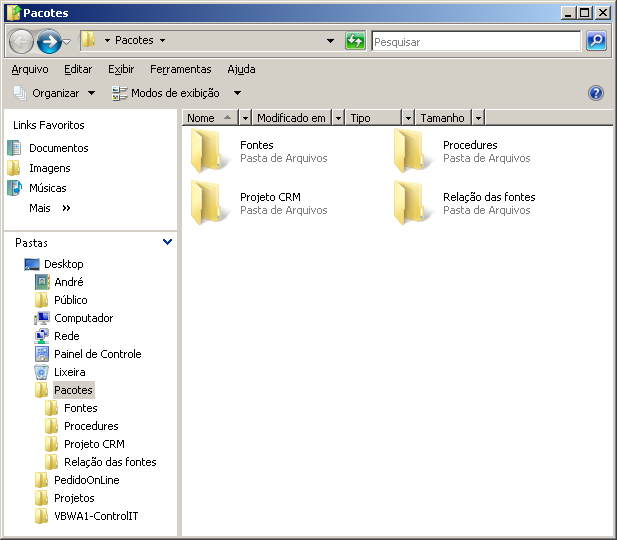 Pacotes
Pacotes
Pesquisar
Arquivo Editar Exibir Ferramentas Ajuda
Organizar Modos de exibição
Links Favoritos
Documentos
Imagens
Músicas
Mais »
Pastas
Desktop
André
Público
Computador
Rede
Painel de Controle
Lixeira
Pacotes
Fontes
Procedures
Projeto CRM
Relação das fontes
PedidoOnLine
Projetos
VBWA1-ControlIT
Nome Modificado em Tipo Tamanho
Fontes
Pasta de Arquivos
Procedures
Pasta de Arquivos
Projeto CRM
Pasta de Arquivos
Relação das fontes
Pasta de Arquivos